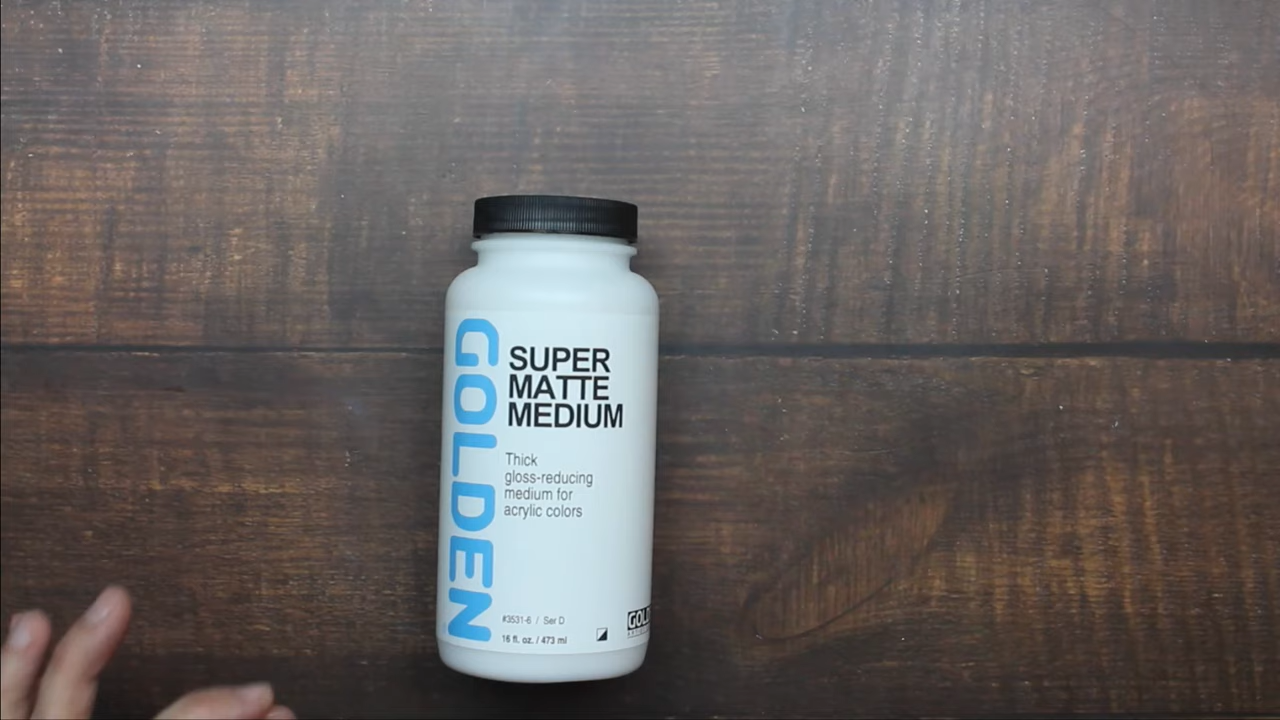 GOLDEN
SUPER
MATTE
MEDIUM
Thick
gloss-reducing
medium for
acrylic colors
#3531-6 / Ser D
16 fl. oz. / 473 ml